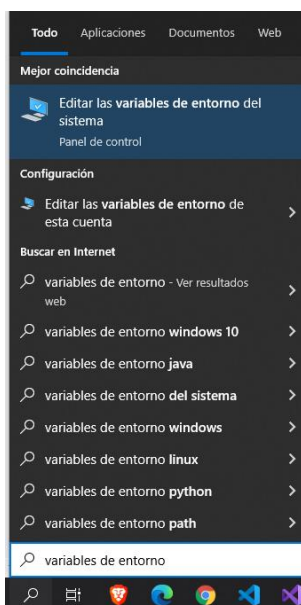 Todo Aplicaciones Documentos Web
Mejor coincidencia
Editar las variables de entorno del
sistema
Panel de control
Configuración
Editar las variables de entorno de
esta cuenta
Buscar en Internet
variables de entorno - Ver resultados
web
variables de entorno windows 10
variables de entorno java
variables de entorno del sistema
variables de entorno windows
variables de entorno linux
variables de entorno python
variables de entorno path
variables de entorno